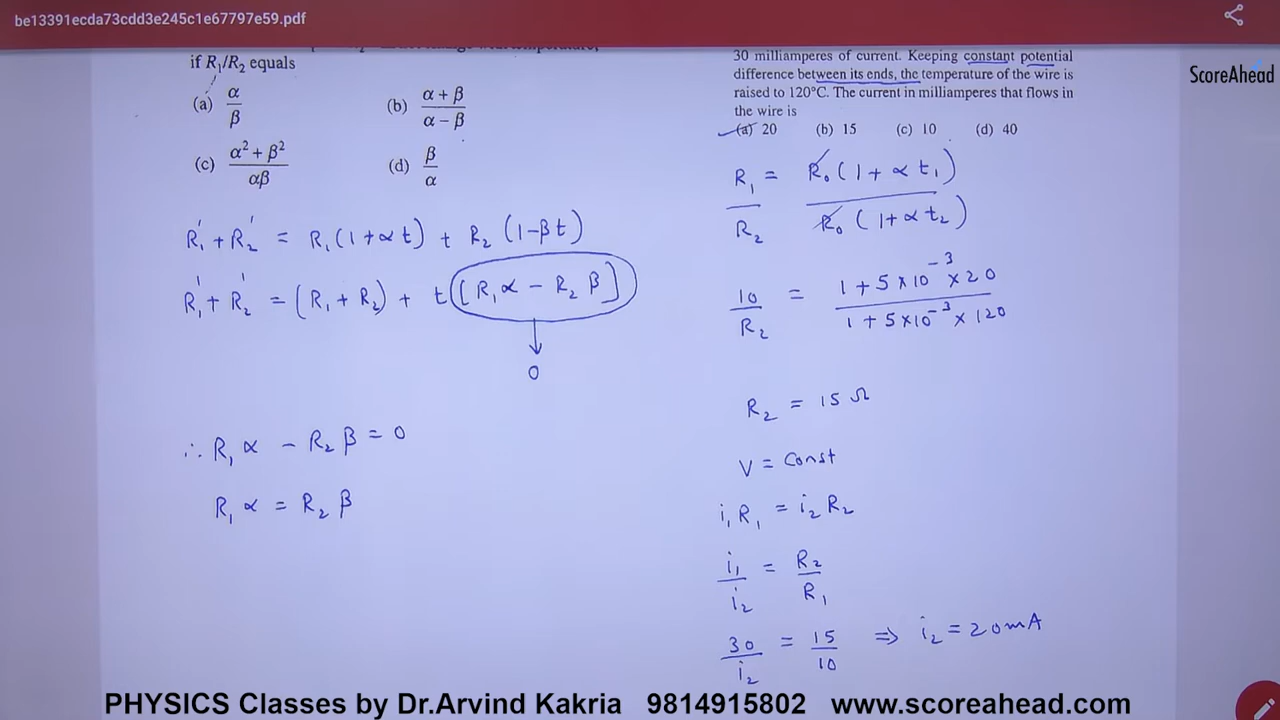 be13391ecda73cdd3e245c1e67797e59.pdf
ScoreAhead
if R₁/R₂ equals
(a) α/β (b) α + β/α − β
(c) α² + β²/αβ (d) β/α
R₁' + R₂' = R₁(1+αt) + R₂(1-βt)
R₁' + R₂' = (R₁ + R₂) + t[R₁α − R₂β]
0
∴ R₁α − R₂β = 0
R₁α = R₂β
30 milliamperes of current. Keeping constant potential
difference between its ends, the temperature of the wire is
raised to 120°C. The current in milliamperes that flows in
the wire is
(a) 20 (b) 15 (c) 10 (d) 40
R₁/R₂ = R₀(1+αt₁)/R₀(1+αt₂)
10/R₂ = 1+5×10⁻³×20/1+5×10⁻³×120
R₂ = 15 Ω
V = Const
i₁R₁ = i₂R₂
i₁/i₂ = R₂/R₁
30/i₂ = 15/10 ⇒ i₂ = 20mA
PHYSICS Classes by Dr.Arvind Kakria 9814915802 www.scoreahead.com